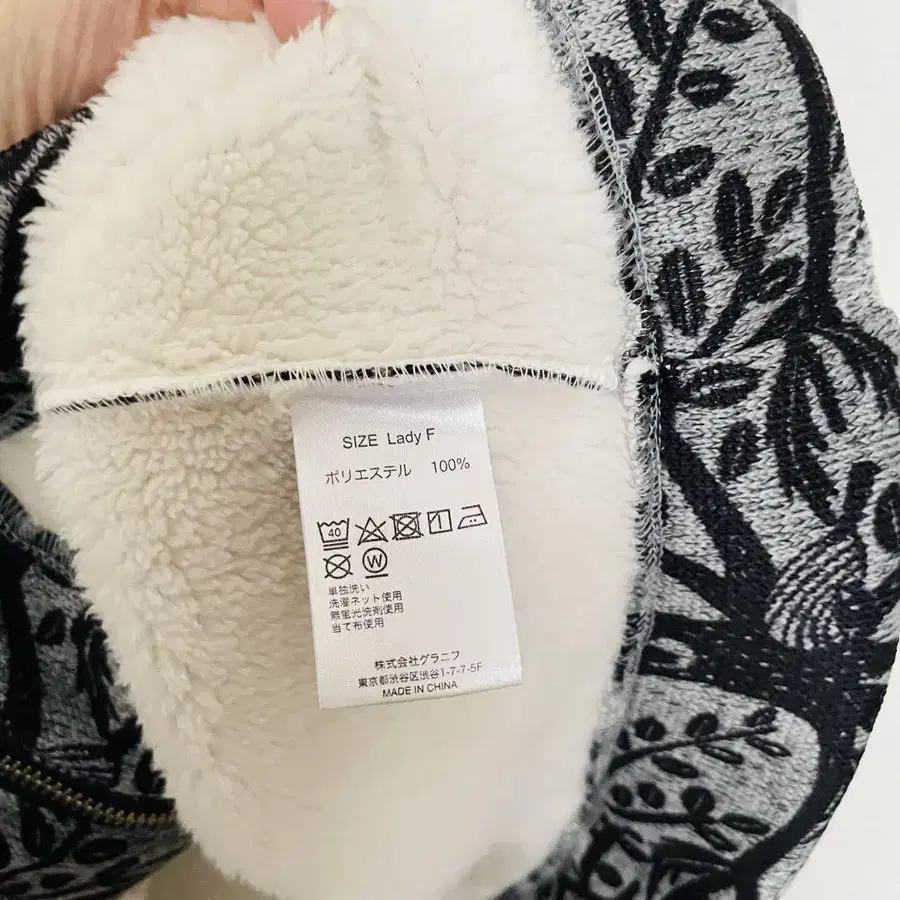 SIZE Lady F
ポリエステル 100%
40
W
単独洗い
洗濯ネット使用
無蛍光洗剤使用
当て布使用
株式会社グラニフ
東京都渋谷区渋谷1-7-7-5F
MADE IN CHINA